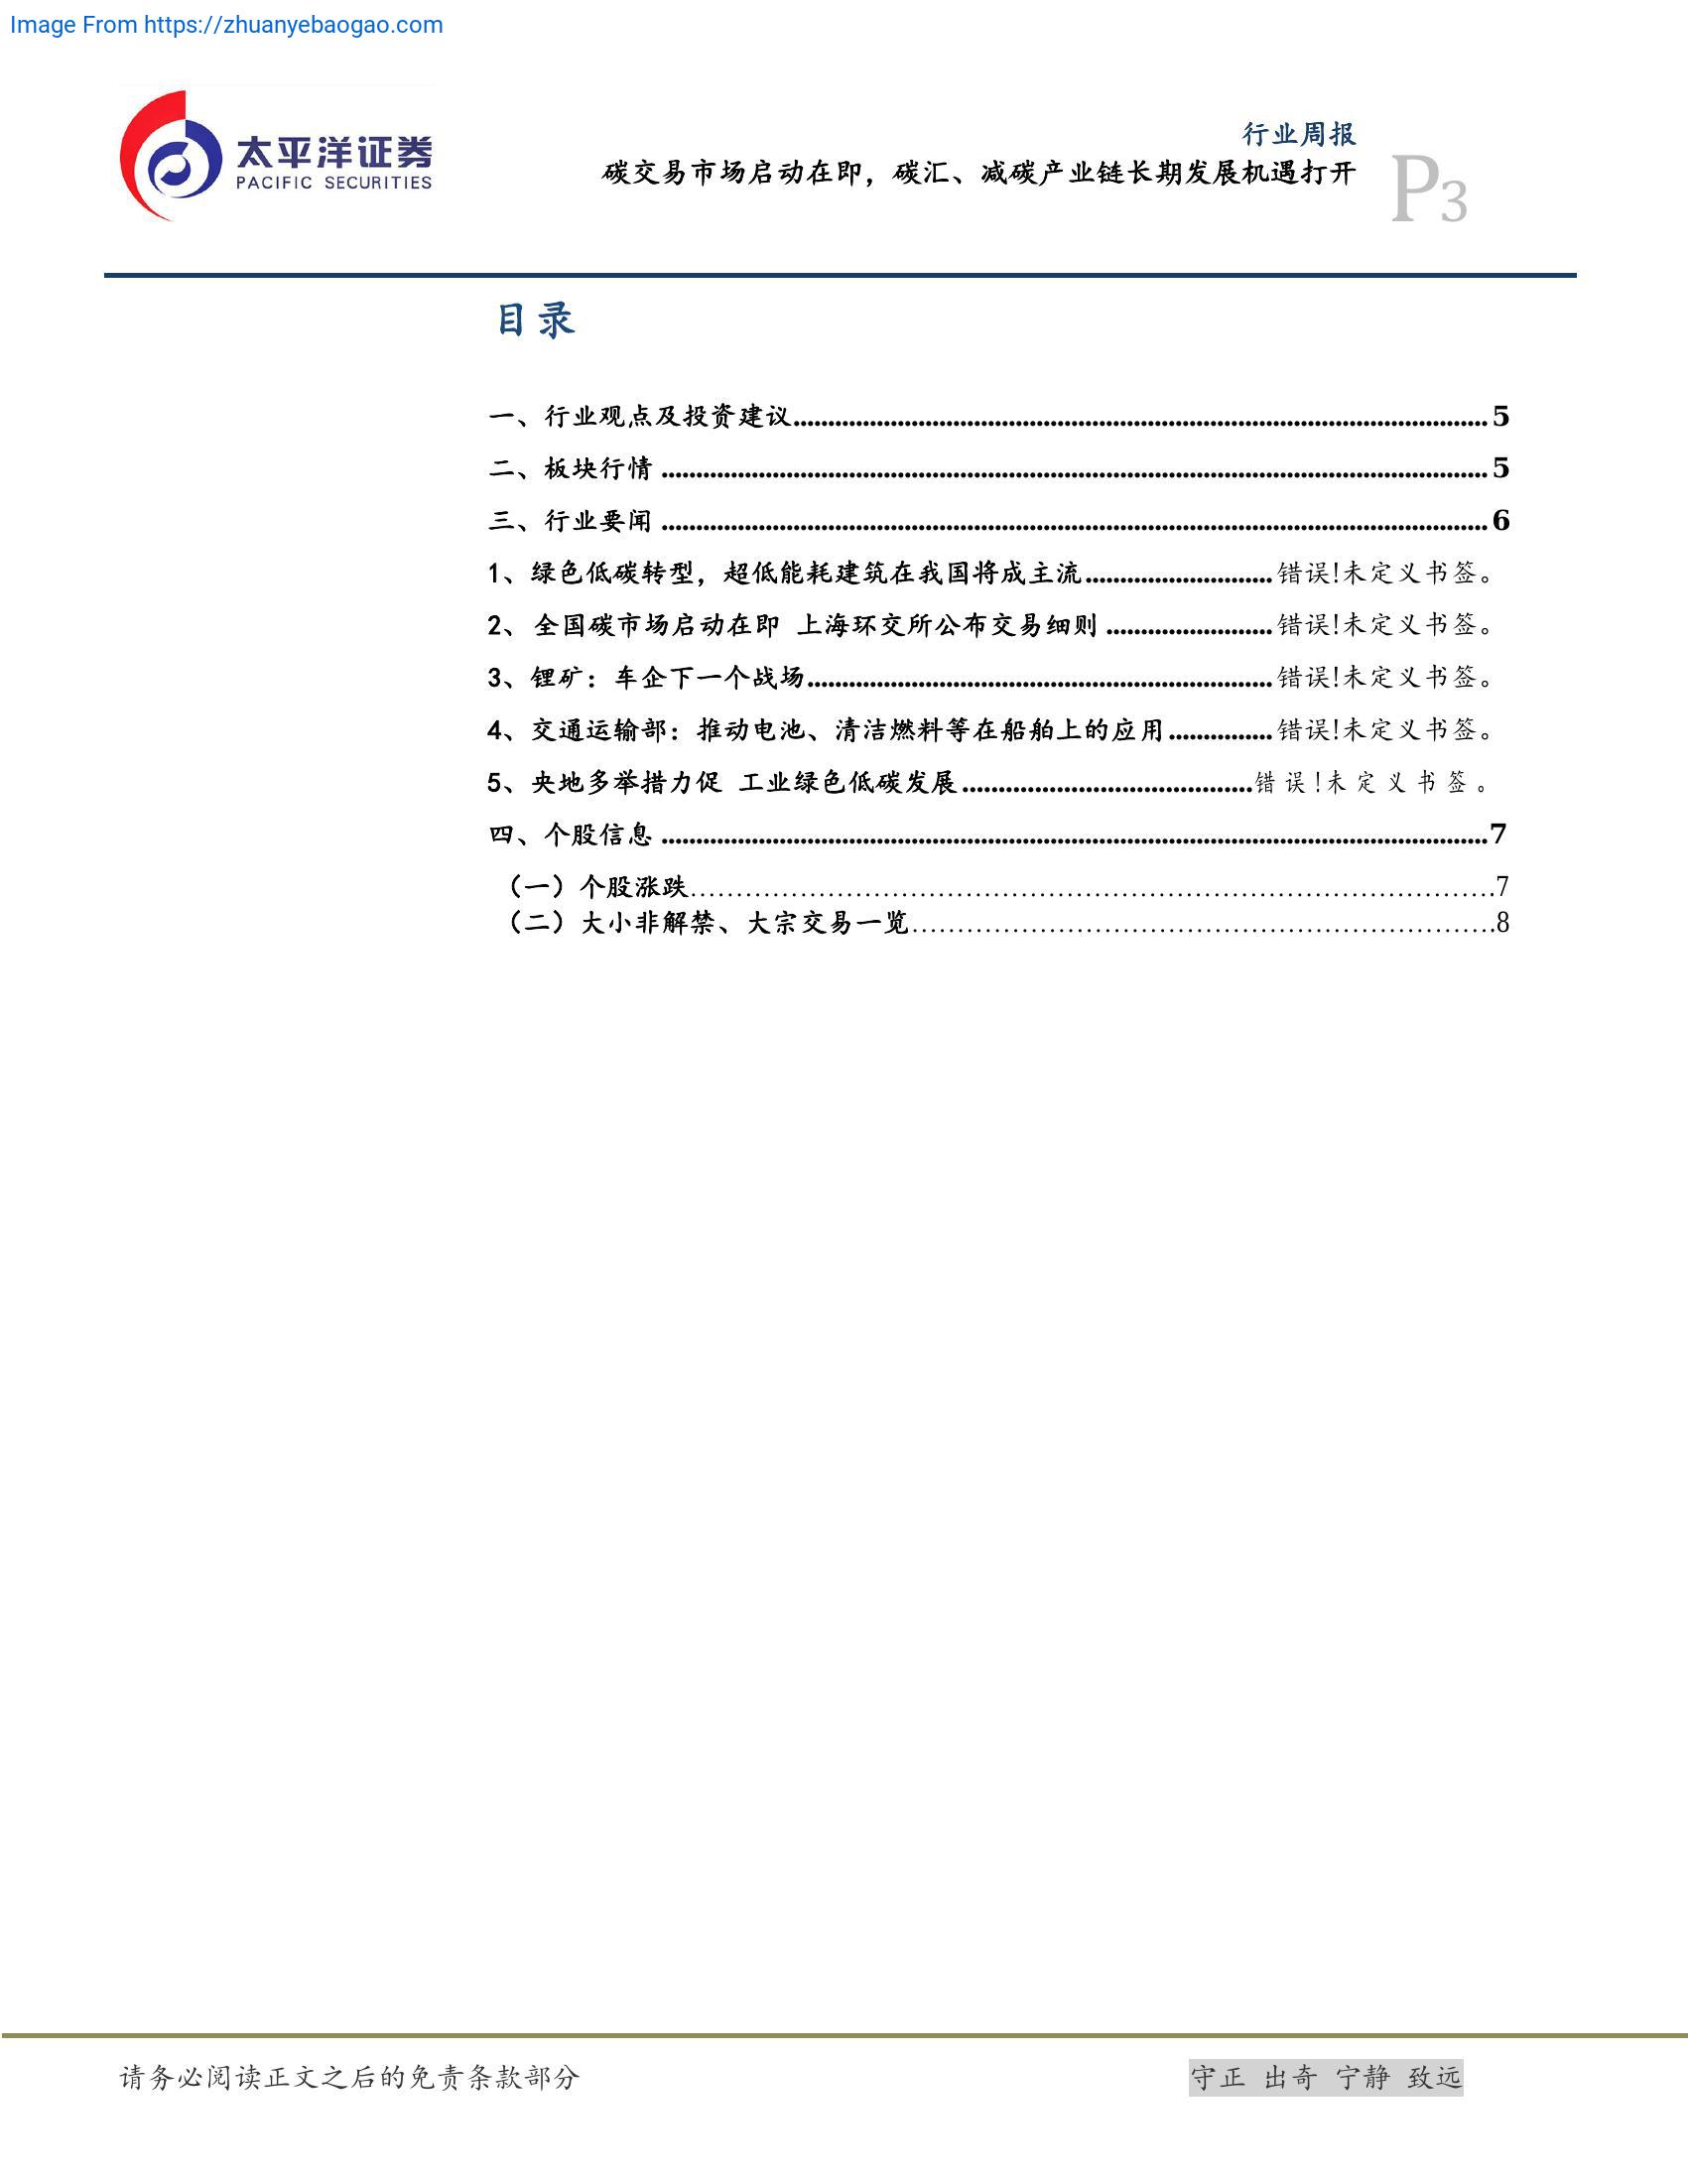 Image From https://zhuanyebaogao.com
太平洋证券
PACIFIC SECURITIES
行业周报
碳交易市场启动在即，碳汇、减碳产业链长期发展机遇打开
P3
目录
一、行业观点及投资建议........................5
二、板块行情........................5
三、行业要闻........................6
1、绿色低碳转型，超低能耗建筑在我国将成主流........................错误!未定义书签。
2、全国碳市场启动在即 上海环交所公布交易细则........................错误!未定义书签。
3、锂矿：车企下一个战场........................错误!未定义书签。
4、交通运输部：推动电池、清洁燃料等在船舶上的应用...............错误!未定义书签。
5、央地多举措力促 工业绿色低碳发展........................错误!未定义书签。
四、个股信息........................7
（一）个股涨跌........................7
（二）大小非解禁、大宗交易一览........................8
请务必阅读正文之后的免责条款部分
守正 出奇 宁静 致远